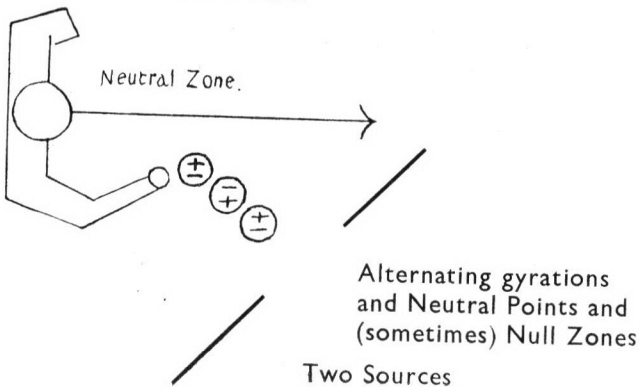 Neutral Zone.
±
∓
±
Alternating gyrations
and Neutral Points and
(sometimes) Null Zones
Two Sources